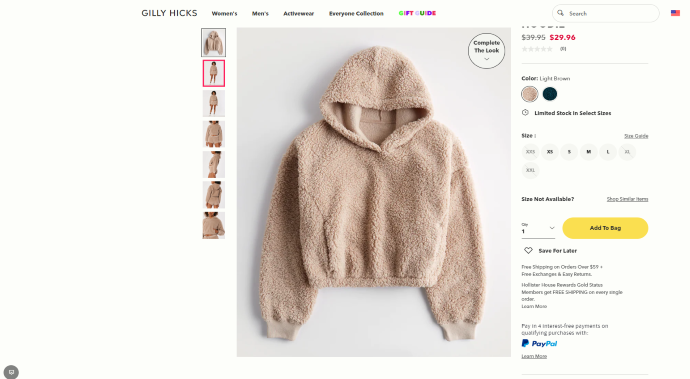 GILLY HICKS
Women's
Men's
Activewear
Everyone Collection
GIFT GUIDE
Search
$39.95 $29.96
(0)
Complete
The Look
Color: Light Brown
Limited Stock In Select Sizes
Size :
Size Guide
XXS XS S M L XL
XXL
Size Not Available?
Shop Similar Items
Qty
1
Add To Bag
Save For Later
Free Shipping on Orders Over $59 +
Free Exchanges & Easy Returns.
Hollister House Rewards Gold Status
Members get FREE SHIPPING on every single
order.
Learn More
Pay in 4 interest-free payments on
qualifying purchases with:
PayPal
Learn More